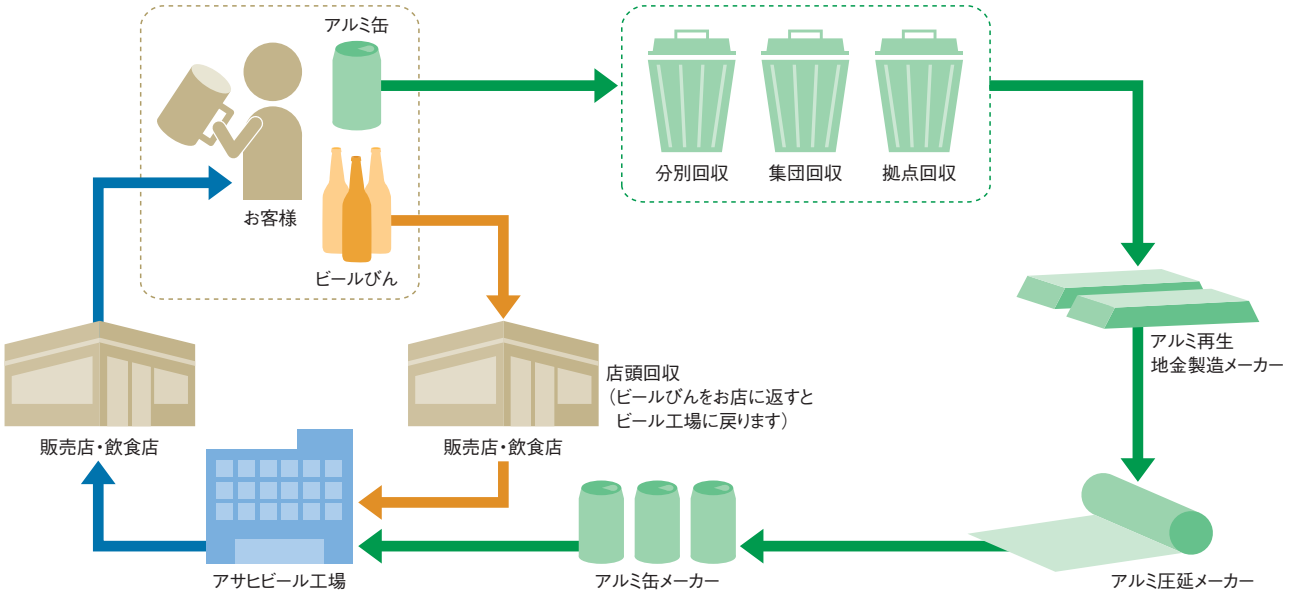 アルミ缶
お客様
ビールびん
分別回収
集団回収
拠点回収
アルミ再生
地金製造メーカー
店頭回収
（ビールびんをお店に返すと
ビール工場に戻ります）
販売店・飲食店
販売店・飲食店
アサヒビール工場
アルミ缶メーカー
アルミ圧延メーカー